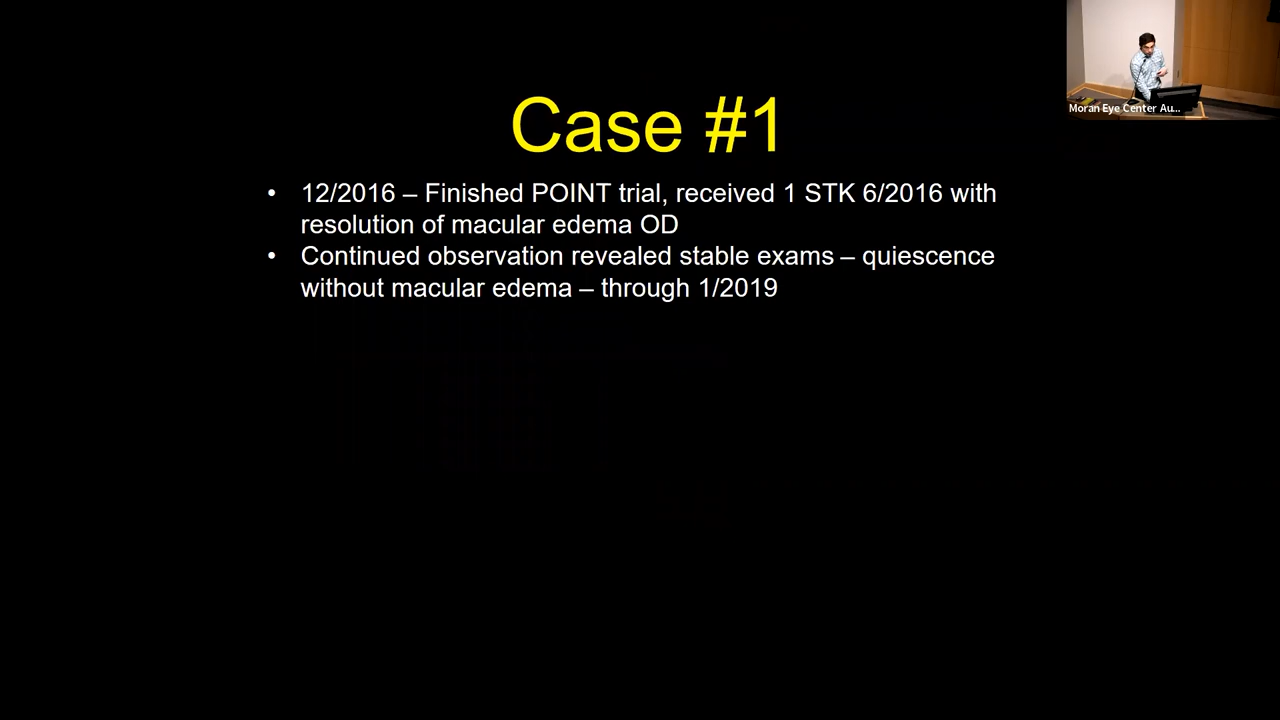 Moran Eye Center Au...
Case #1
• 12/2016 – Finished POINT trial, received 1 STK 6/2016 with
resolution of macular edema OD
• Continued observation revealed stable exams – quiescence
without macular edema – through 1/2019